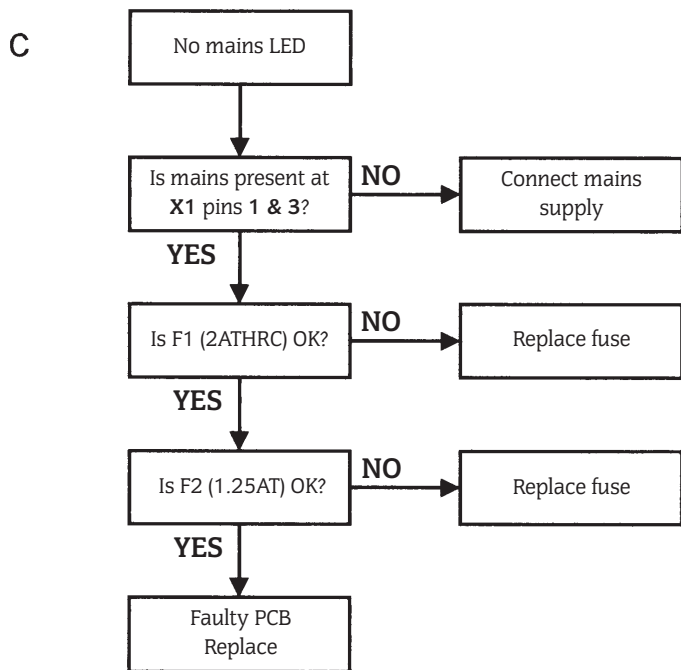 C
No mains LED
Is mains present at
X1 pins 1 & 3?
NO
Connect mains
supply
YES
Is F1 (2ATHRC) OK?
NO
Replace fuse
YES
Is F2 (1.25AT) OK?
NO
Replace fuse
YES
Faulty PCB
Replace